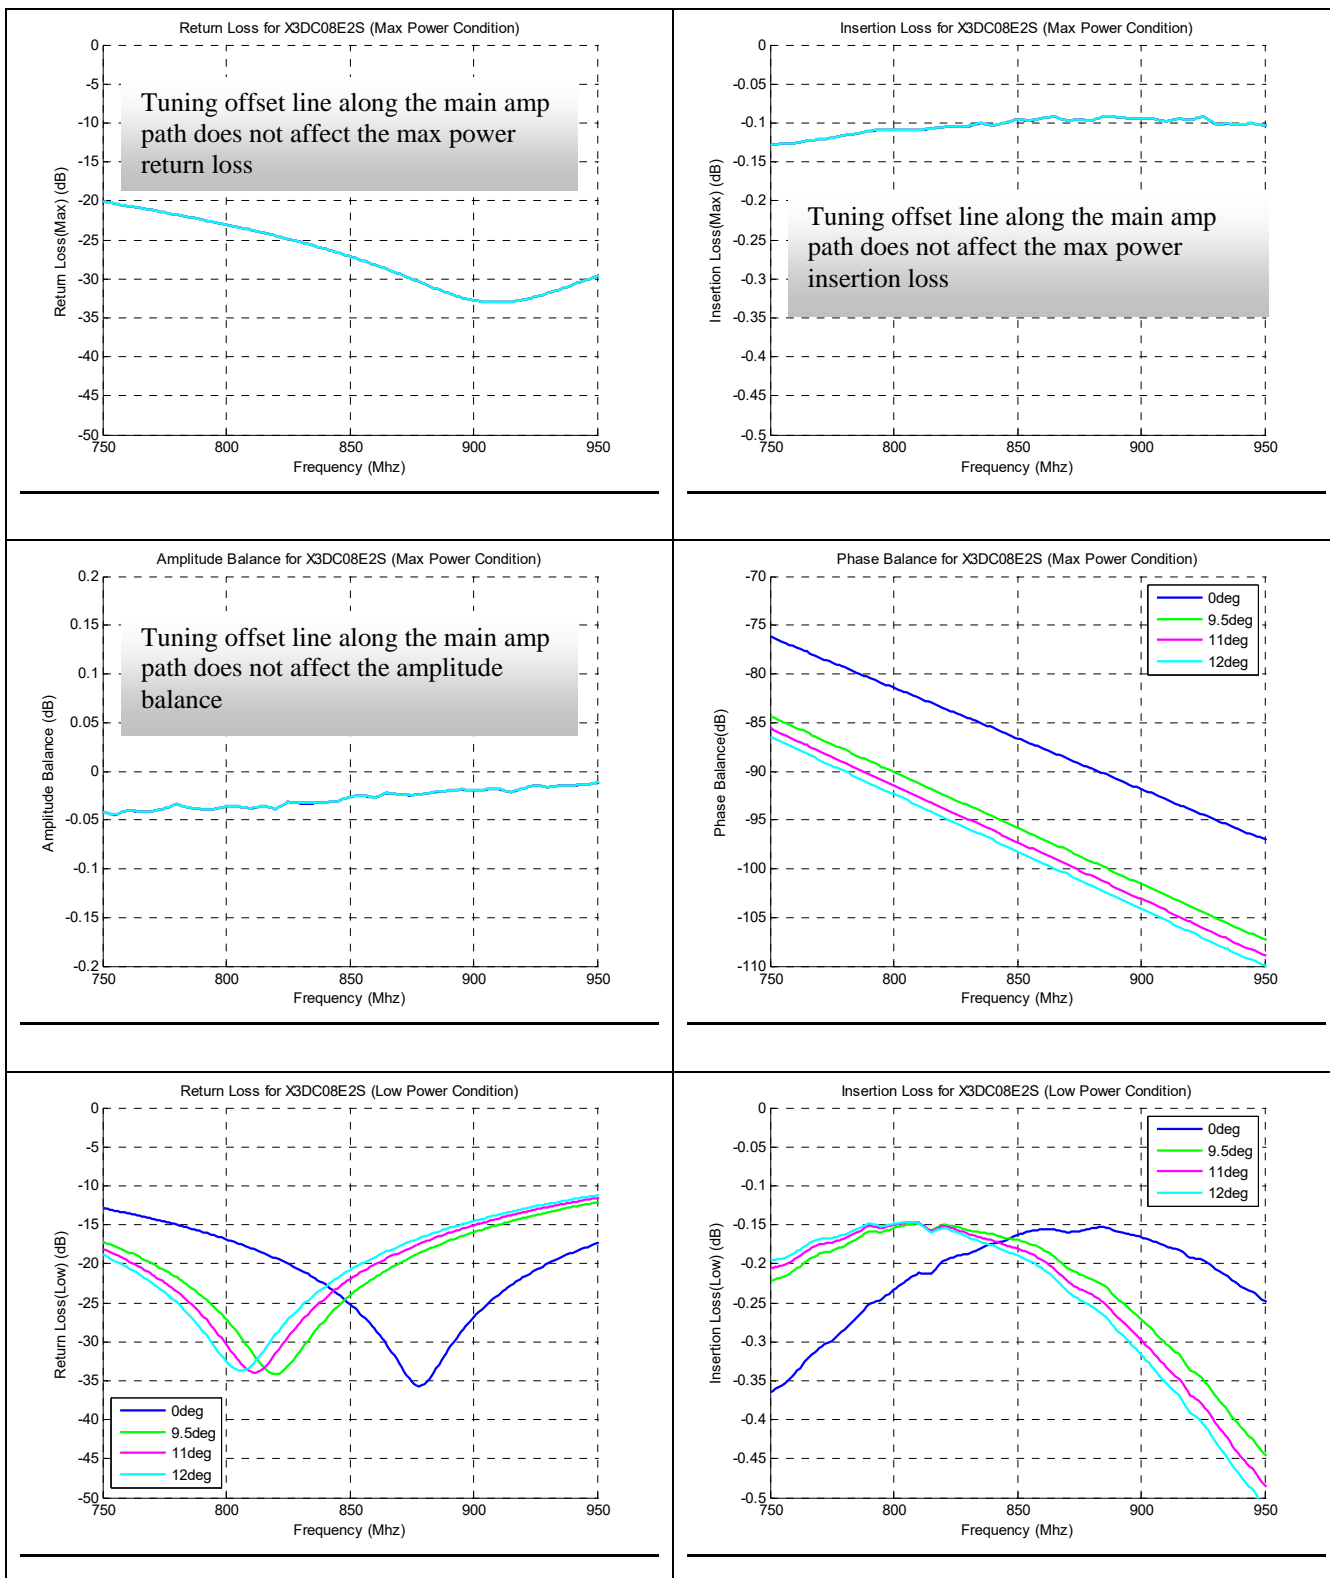 Return Loss for X3DC08E2S (Max Power Condition)
0
-5
-10
-15
-20
-25
-30
-35
-40
-45
-50
Return Loss(Max) (dB)
Tuning offset line along the main amp
path does not affect the max power
return loss
750
800
850
900
950
Frequency (Mhz)
Insertion Loss for X3DC08E2S (Max Power Condition)
0
-0.05
-0.1
-0.15
-0.2
-0.25
-0.3
-0.35
-0.4
-0.45
-0.5
Insertion Loss(Max) (dB)
Tuning offset line along the main amp
path does not affect the max power
insertion loss
750
800
850
900
950
Frequency (Mhz)
Amplitude Balance for X3DC08E2S (Max Power Condition)
0.2
0.15
0.1
0.05
0
-0.05
-0.1
-0.15
-0.2
Amplitude Balance (dB)
Tuning offset line along the main amp
path does not affect the amplitude
balance
750
800
850
900
950
Frequency (Mhz)
Phase Balance for X3DC08E2S (Max Power Condition)
-70
-75
-80
-85
-90
-95
-100
-105
-110
Phase Balance(dB)
0deg
9.5deg
11deg
12deg
750
800
850
900
950
Frequency (Mhz)
Return Loss for X3DC08E2S (Low Power Condition)
0
-5
-10
-15
-20
-25
-30
-35
-40
-45
-50
Return Loss(Low) (dB)
0deg
9.5deg
11deg
12deg
750
800
850
900
950
Frequency (Mhz)
Insertion Loss for X3DC08E2S (Low Power Condition)
0
-0.05
-0.1
-0.15
-0.2
-0.25
-0.3
-0.35
-0.4
-0.45
-0.5
Insertion Loss(Low) (dB)
0deg
9.5deg
11deg
12deg
750
800
850
900
950
Frequency (Mhz)